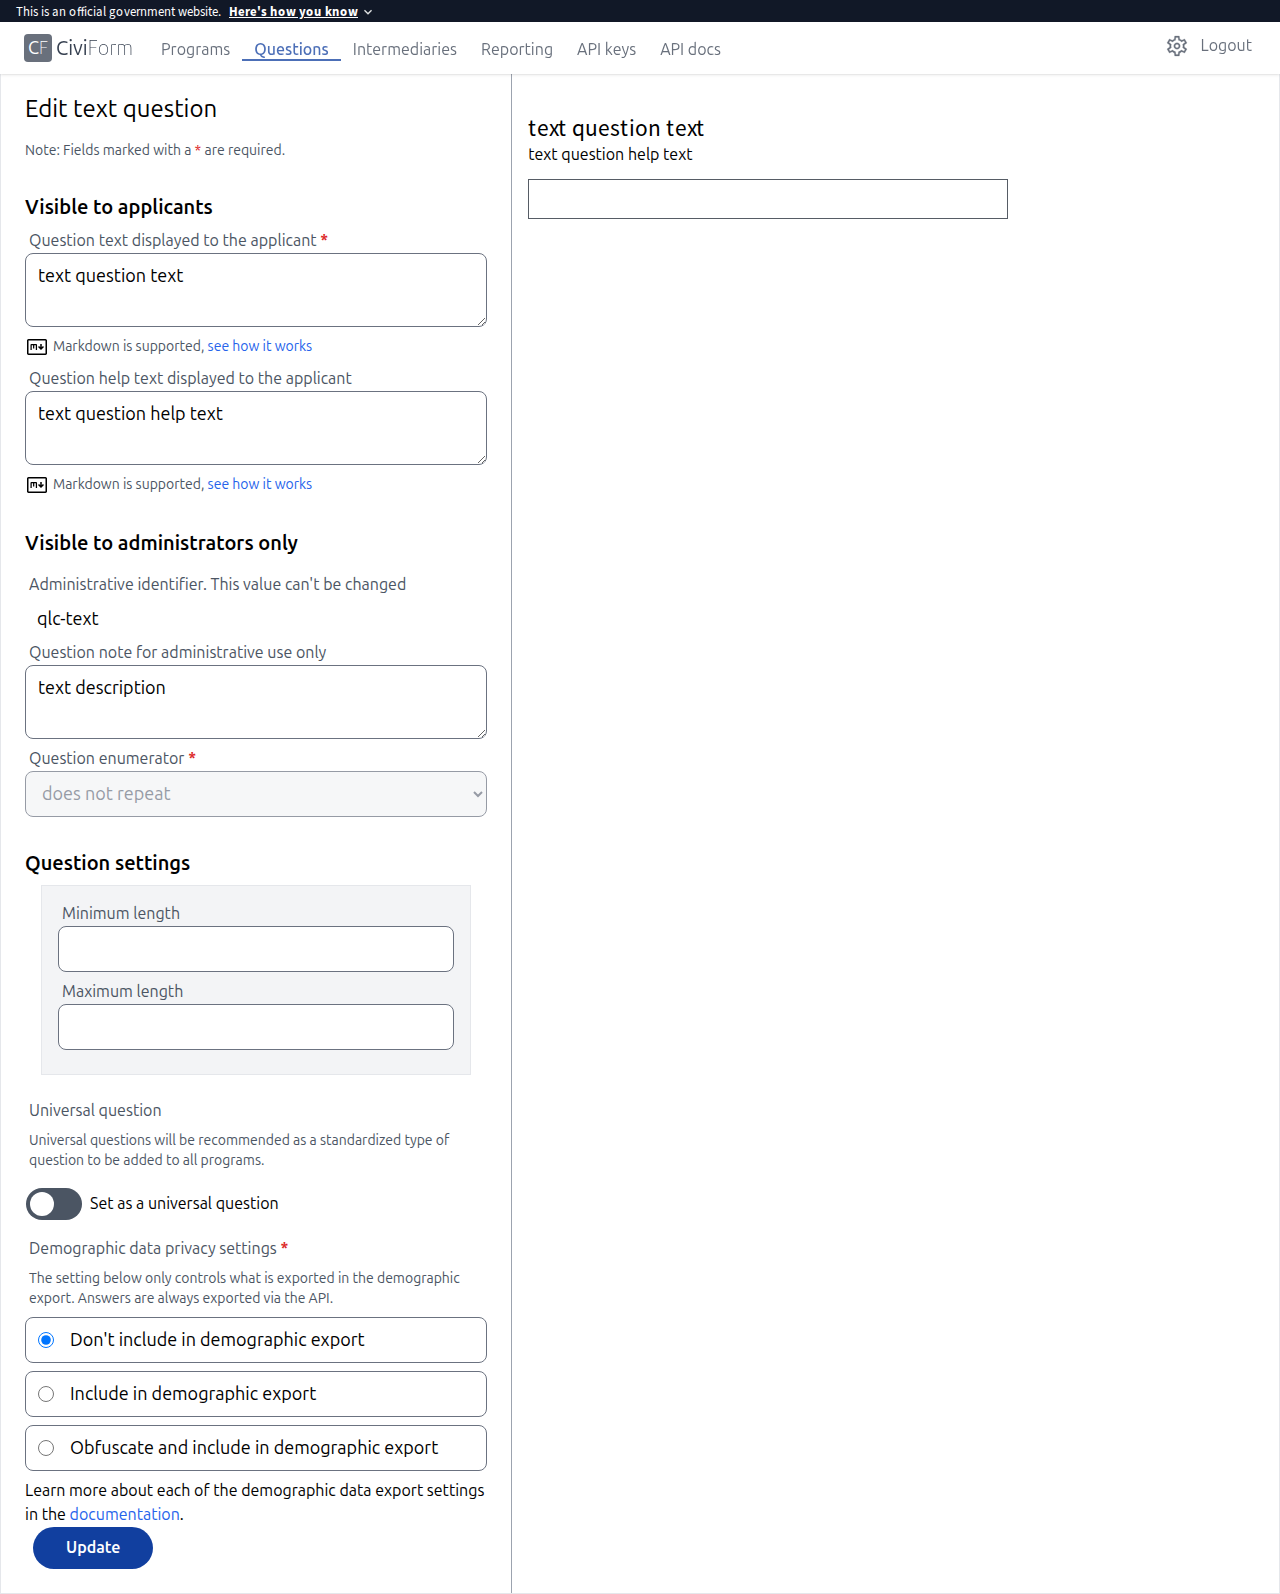 This is an official government website. Here's how you know
CF CiviForm Programs Questions Intermediaries Reporting API keys API docs Logout
Edit text question
Note: Fields marked with a * are required.
Visible to applicants
Question text displayed to the applicant *
text question text
Markdown is supported, see how it works
Question help text displayed to the applicant
text question help text
Markdown is supported, see how it works
Visible to administrators only
Administrative identifier. This value can't be changed
qlc-text
Question note for administrative use only
text description
Question enumerator *
does not repeat
Question settings
Minimum length
Maximum length
Universal question
Universal questions will be recommended as a standardized type of
question to be added to all programs.
Set as a universal question
Demographic data privacy settings *
The setting below only controls what is exported in the demographic
export. Answers are always exported via the API.
Don't include in demographic export
Include in demographic export
Obfuscate and include in demographic export
Learn more about each of the demographic data export settings
in the documentation.
Update
text question text
text question help text